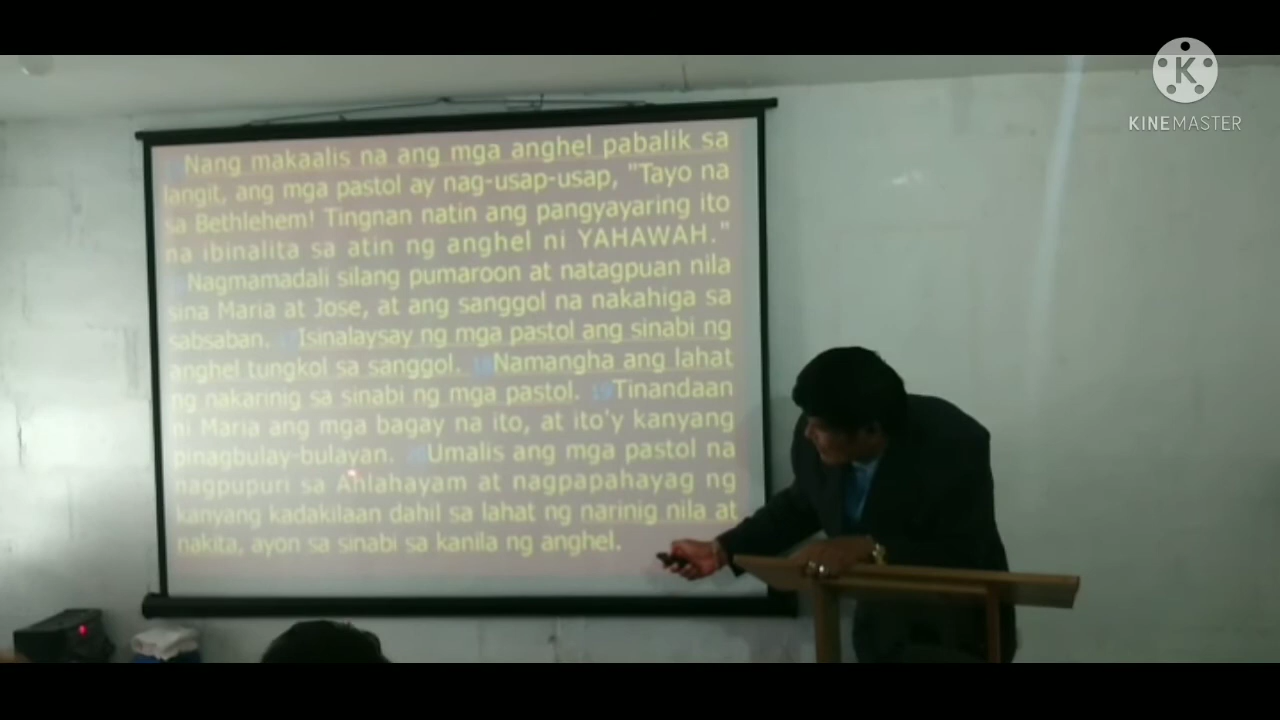 KINEMASTER
Nang makaalis na ang mga anghel pabalik sa
langit, ang mga pastol ay nag-usap-usap, "Tayo na
sa Bethlehem! Tingnan natin ang pangyayaring ito
na ibinalita sa atin ng anghel ni YAHAWAH."
Nagmamadali silang pumaroon at natagpuan nila
sina Maria at Jose, at ang sanggol na nakahiga sa
sabsaban. Isinalaysay ng mga pastol ang sinabi ng
anghel tungkol sa sanggol. 18 Namangha ang lahat
ng nakarinig sa sinabi ng mga pastol. 19 Tinandaan
ni Maria ang mga bagay na ito, at ito'y kanyang
pinagbulay-bulayan. Umalis ang mga pastol na
nagpupuri sa Ahlahayam at nagpapahayag ng
kanyang kadakilaan dahil sa lahat ng narinig nila at
nakita, ayon sa sinabi sa kanila ng anghel.